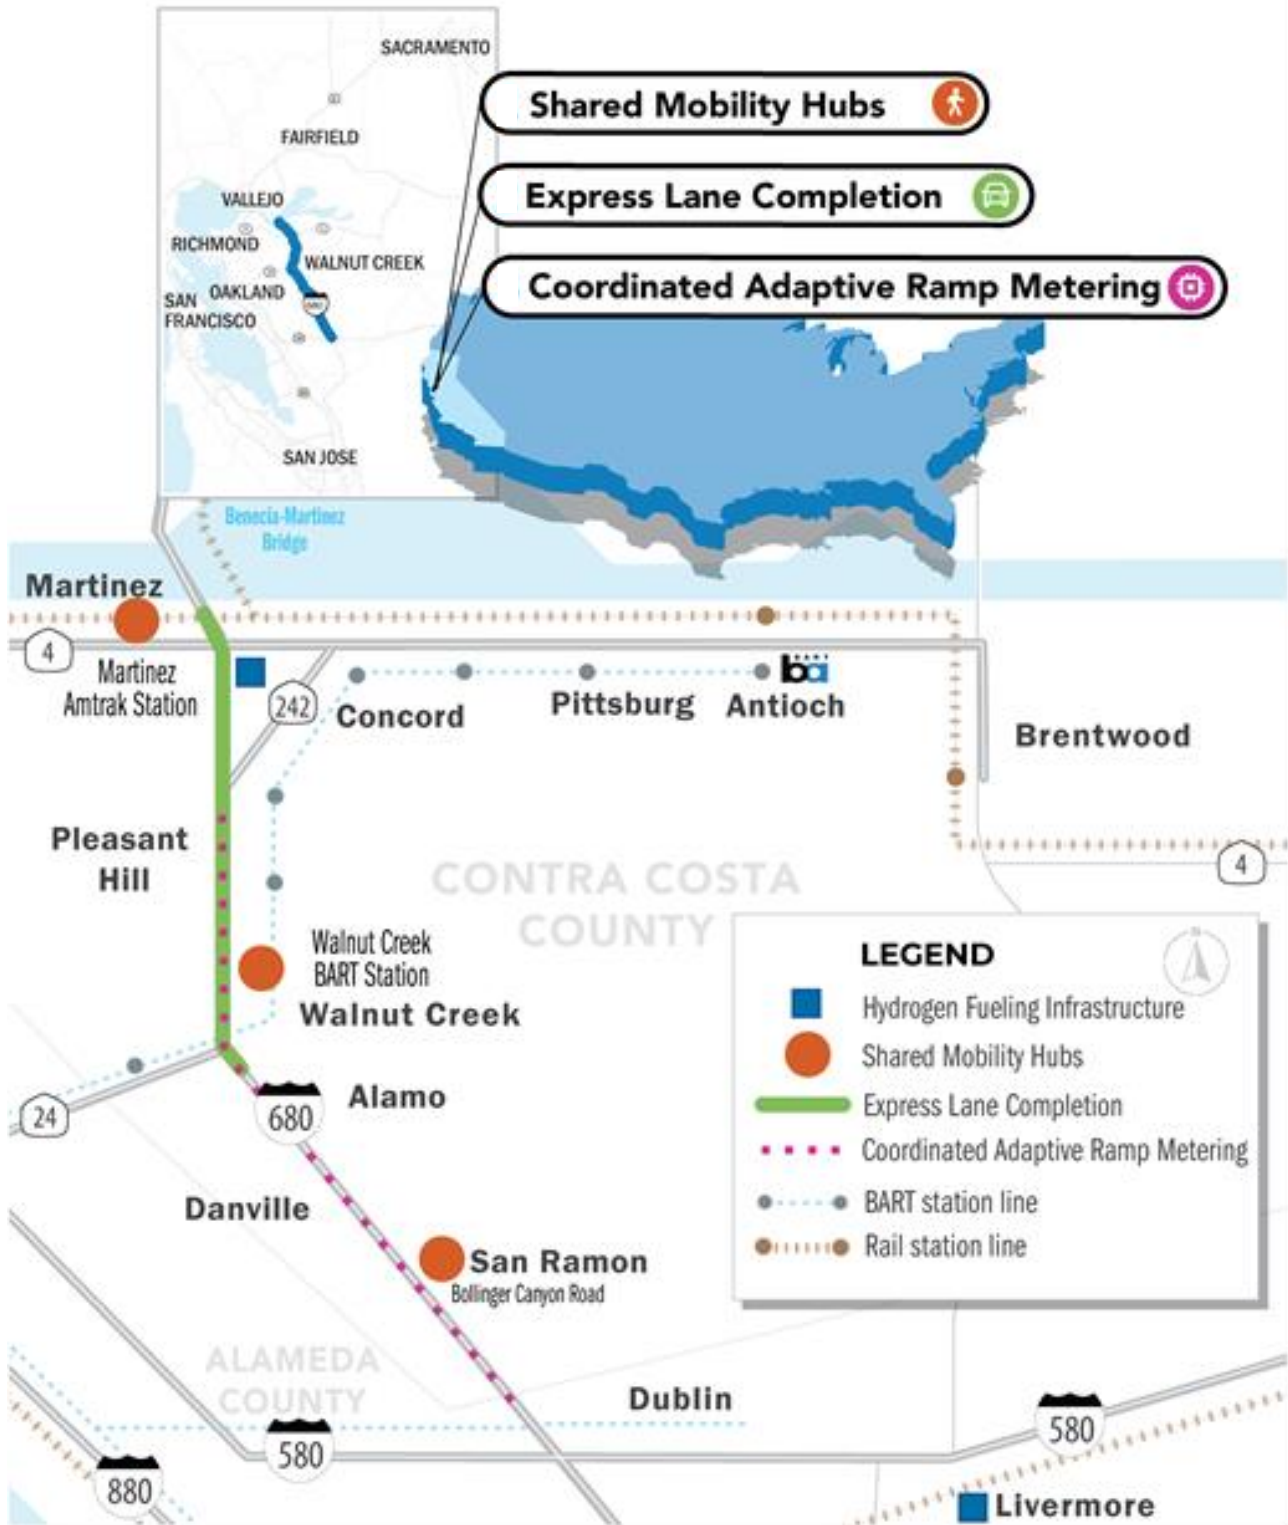 SACRAMENTO
Shared Mobility Hubs
FAIRFIELD
Express Lane Completion
VALLEJO
RICHMOND
WALNUT CREEK
OAKLAND
SAN
FRANCISCO
680
Coordinated Adaptive Ramp Metering
SAN JOSE
Benecia-Martinez
Bridge
Martinez
4
Martinez
Amtrak Station
242
Concord
Pittsburg
Antioch
ba
Brentwood
Pleasant
Hill
CONTRA COSTA
COUNTY
4
Walnut Creek
BART Station
Walnut Creek
24
680
Alamo
Danville
San Ramon
Bollinger Canyon Road
LEGEND
N
Hydrogen Fueling Infrastructure
Shared Mobility Hubs
Express Lane Completion
Coordinated Adaptive Ramp Metering
BART station line
Rail station line
ALAMEDA
COUNTY
Dublin
580
580
880
Livermore